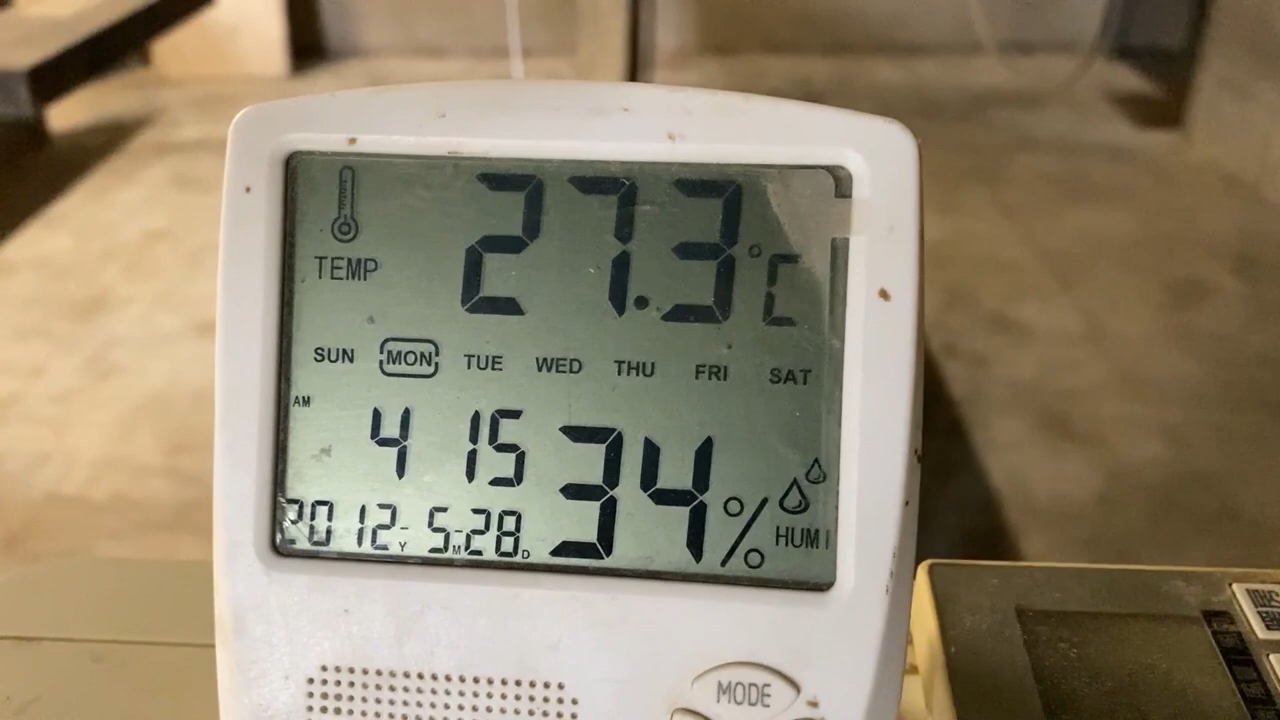 27.3°C
TEMP
SUN MON TUE WED THU FRI SAT
AM
4 15 34%
HUMI
2012Y-5M-28D
MODE